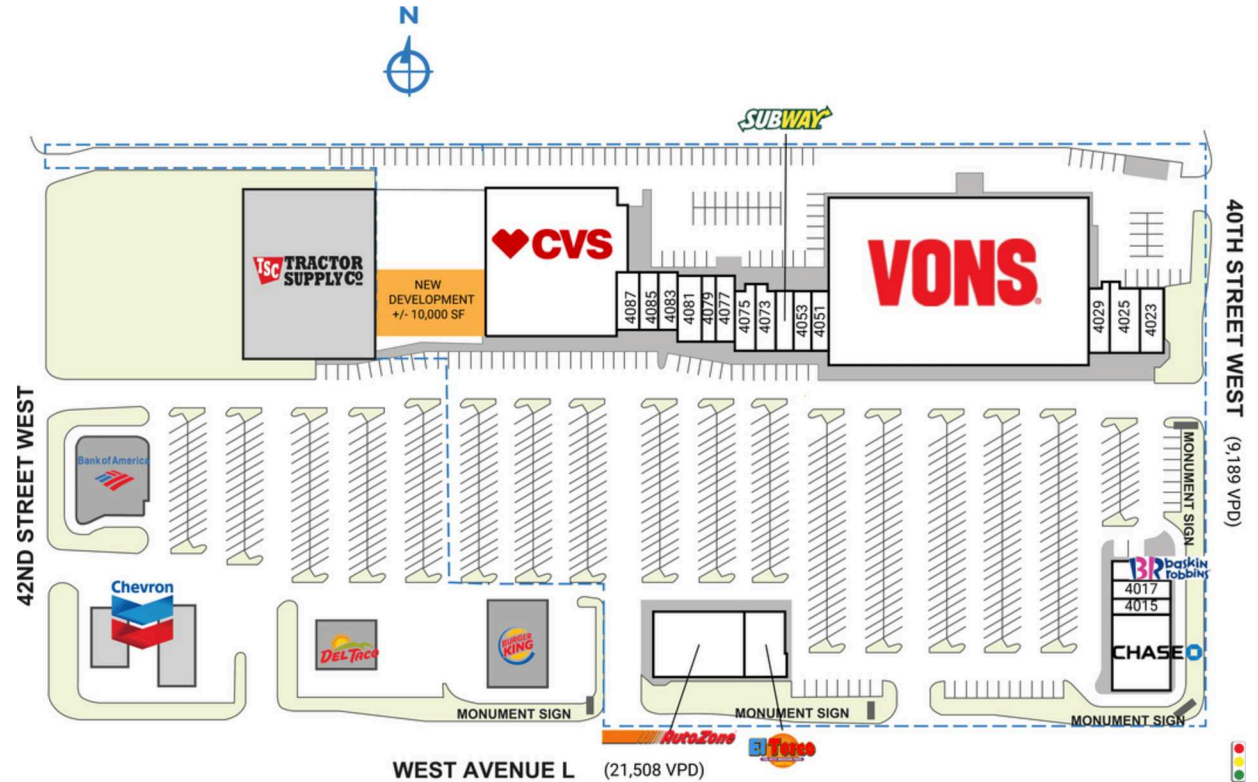 N
SUBWAY
TSC TRACTOR
SUPPLY CO
NEW
DEVELOPMENT
+/- 10,000 SF
CVS
4087
4085
4083
4081
4079
4077
4075
4073
4053
4051
VONS
4029
4025
4023
40TH STREET WEST (9,189 VPD)
42ND STREET WEST
Bank of America
MONUMENT SIGN
Chevron
DEL TACO
BURGER
KING
BR baskin
robbins
4017
4015
CHASE
MONUMENT SIGN
MONUMENT SIGN
MONUMENT SIGN
AutoZone
El Toreo
WEST AVENUE L (21,508 VPD)